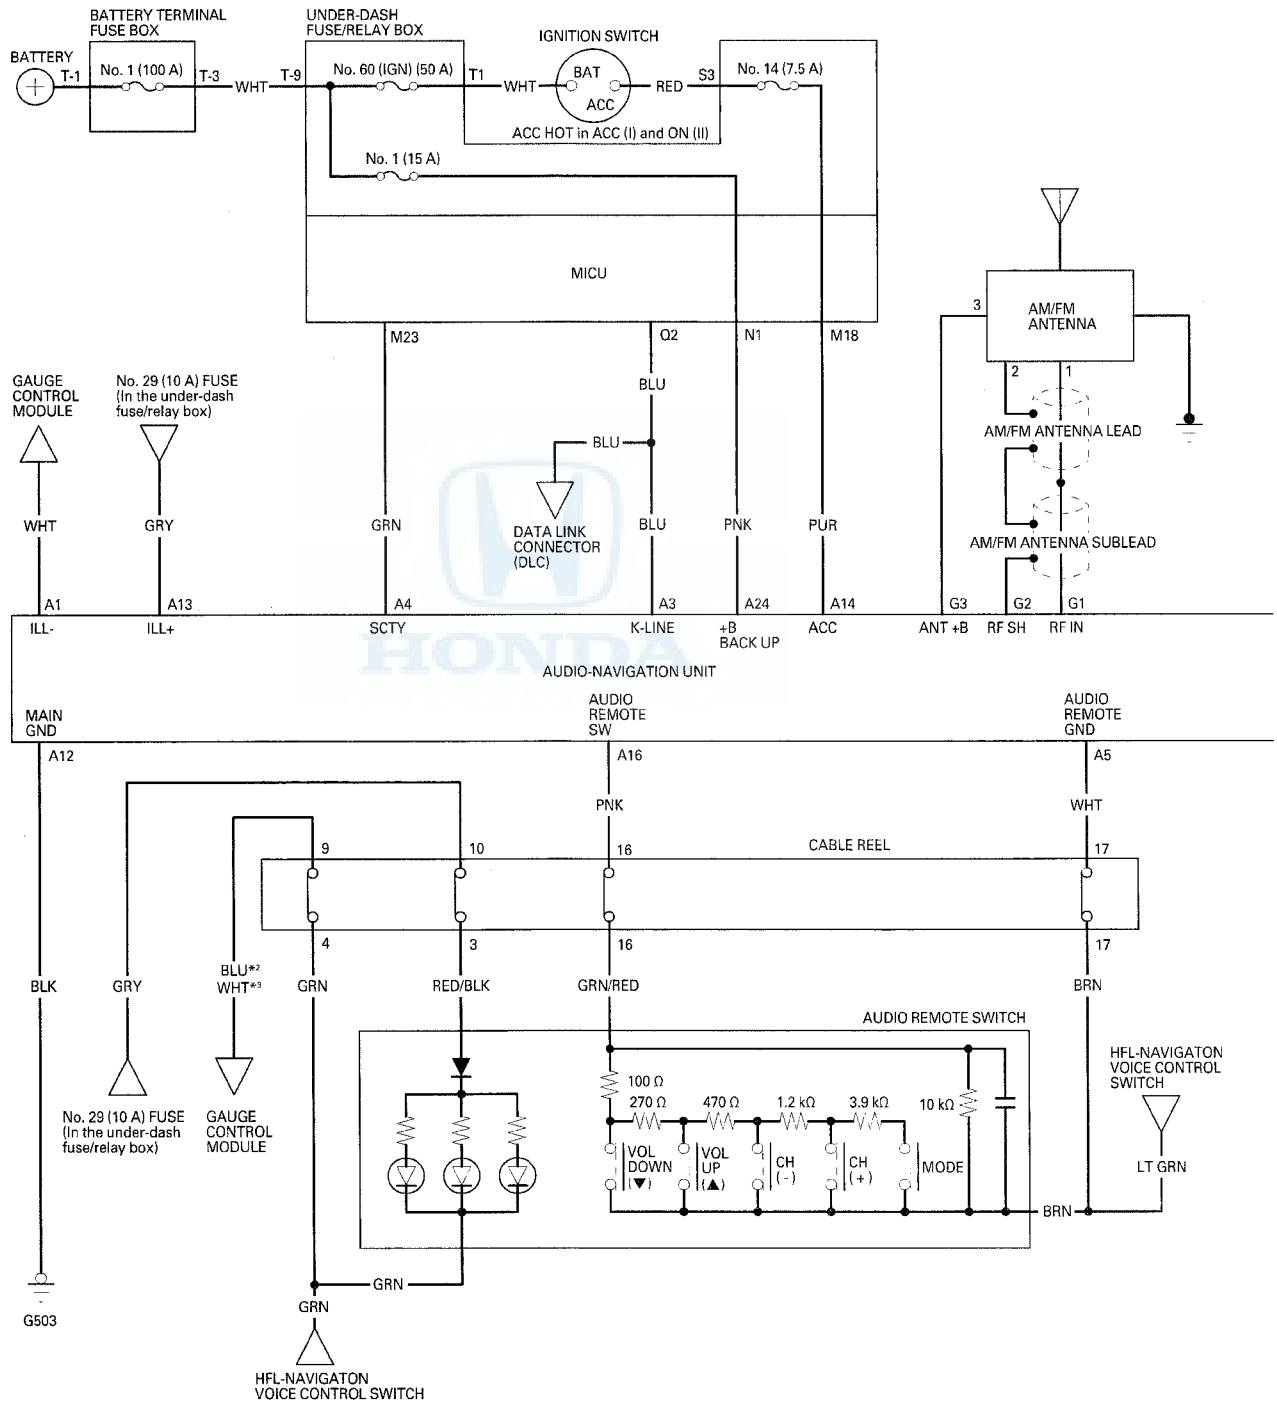 BATTERY TERMINAL
FUSE BOX
UNDER-DASH
FUSE/RELAY BOX
IGNITION SWITCH
BATTERY
T-1
No. 1 (100 A)
T-3
WHT
T-9
No. 60 (IGN) (50 A)
T1
WHT
BAT
ACC
RED
S3
No. 14 (7.5 A)
ACC HOT in ACC (I) and ON (II)
No. 1 (15 A)
MICU
M23
Q2
N1
M18
3
AM/FM
ANTENNA
2
1
GAUGE
CONTROL
MODULE
No. 29 (10 A) FUSE
(In the under-dash
fuse/relay box)
BLU
BLU
AM/FM ANTENNA LEAD
WHT
GRY
GRN
DATA LINK
CONNECTOR
(DLC)
BLU
PNK
PUR
AM/FM ANTENNA SUBLEAD
A1
A13
A4
A3
A24
A14
G3
G2
G1
ILL-
ILL+
SCTY
K-LINE
+B
BACK UP
ACC
ANT +B
RF SH
RF IN
HONDA
AUDIO-NAVIGATION UNIT
MAIN
GND
AUDIO
REMOTE
SW
AUDIO
REMOTE
GND
A12
A16
A5
PNK
WHT
9
10
16
CABLE REEL
17
4
3
16
17
BLK
GRY
BLU*2
WHT*3
GRN
RED/BLK
GRN/RED
BRN
AUDIO REMOTE SWITCH
HFL-NAVIGATON
VOICE CONTROL
SWITCH
100 Ω
270 Ω
470 Ω
1.2 kΩ
3.9 kΩ
10 kΩ
No. 29 (10 A) FUSE
(In the under-dash
fuse/relay box)
GAUGE
CONTROL
MODULE
VOL
DOWN
(▼)
VOL
UP
(▲)
CH
(-)
CH
(+)
MODE
LT GRN
BRN
GRN
GRN
G503
HFL-NAVIGATON
VOICE CONTROL SWITCH